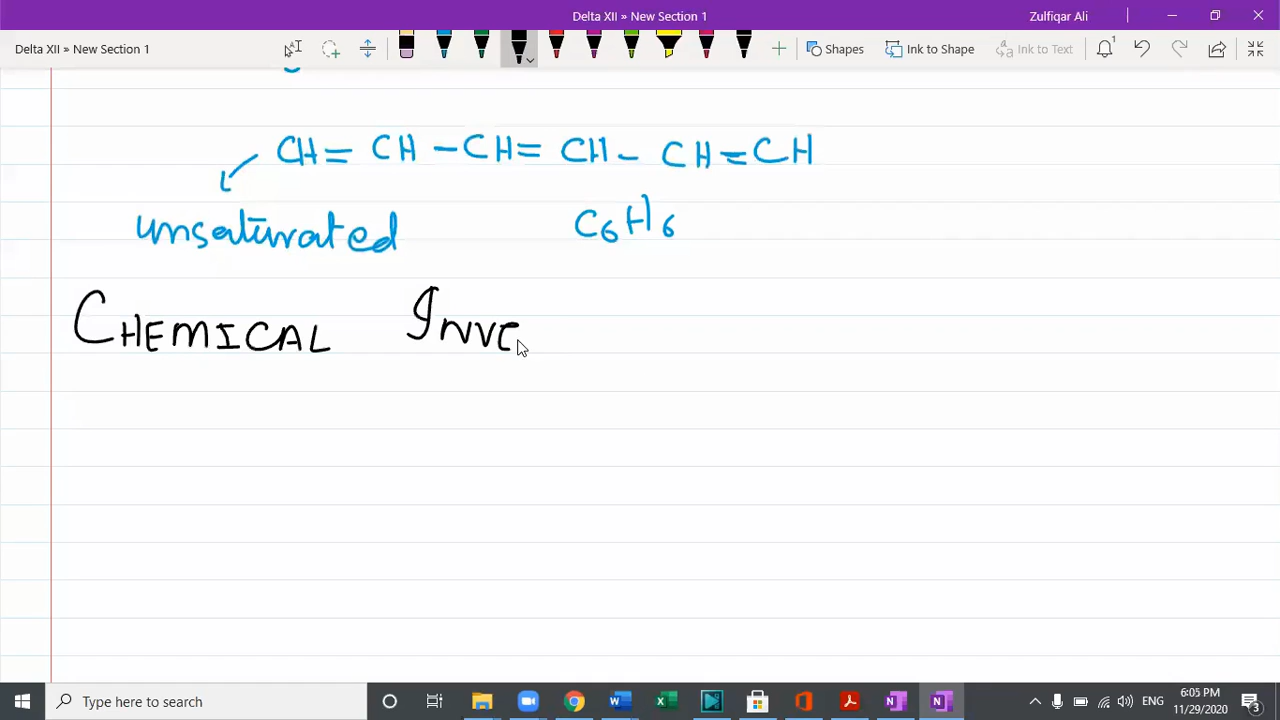 Delta XII » New Section 1
Zulfiqar Ali
Delta XII » New Section 1
Shapes
Ink to Shape
Ink to Text
CH = CH - CH = CH - CH = CH
unsaturated
C6H6
CHEMICAL INVE
Type here to search
ENG
6:05 PM
11/29/2020
3